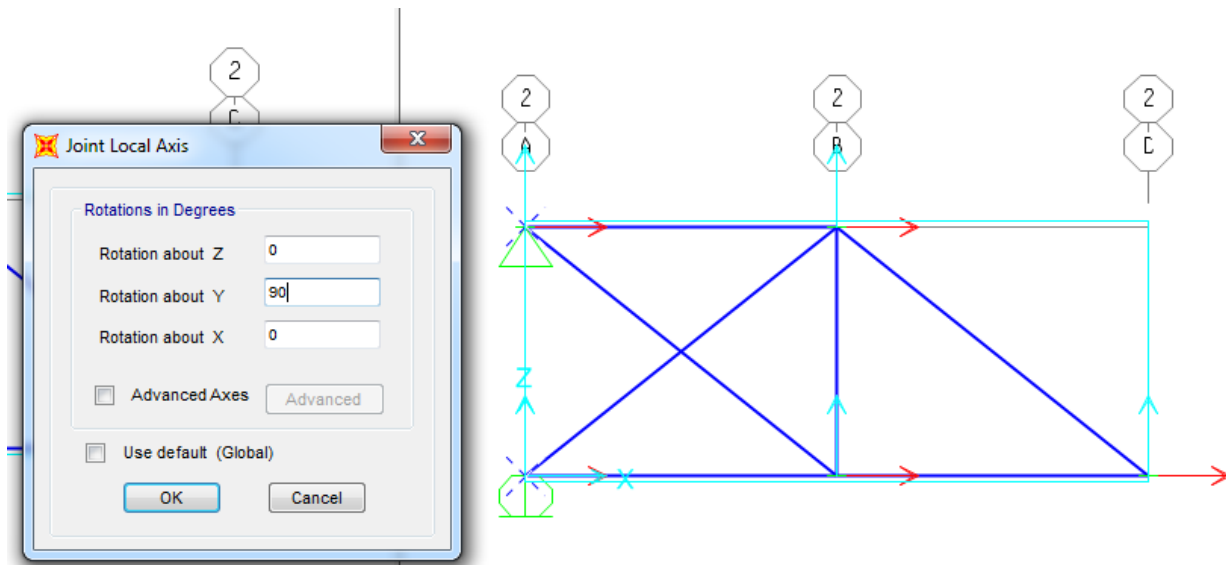 2
C
Joint Local Axis
X
Rotations in Degrees
Rotation about Z 0
Rotation about Y 90
Rotation about X 0
Advanced Axes Advanced
Use default (Global)
OK Cancel
2 2 2
A B C
Z
X